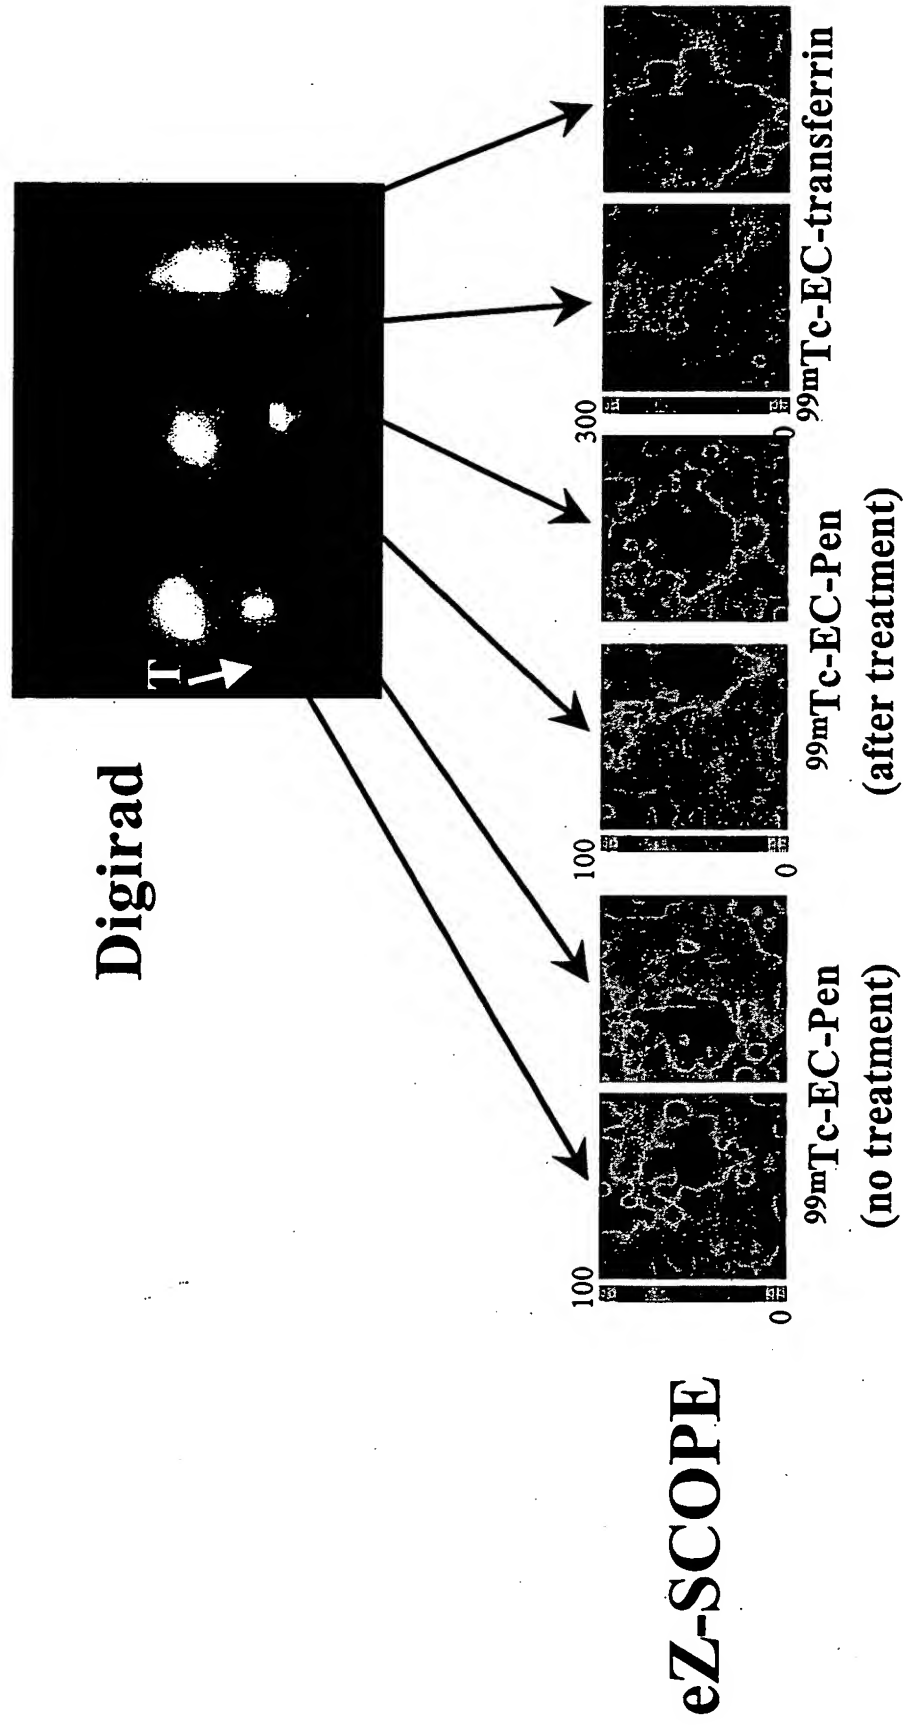 Digirad
T
eZ-SCOPE
100
0
99mTc-EC-Pen
(no treatment)
100
0
99mTc-EC-Pen
(after treatment)
300
0
99mTc-EC-transferrin